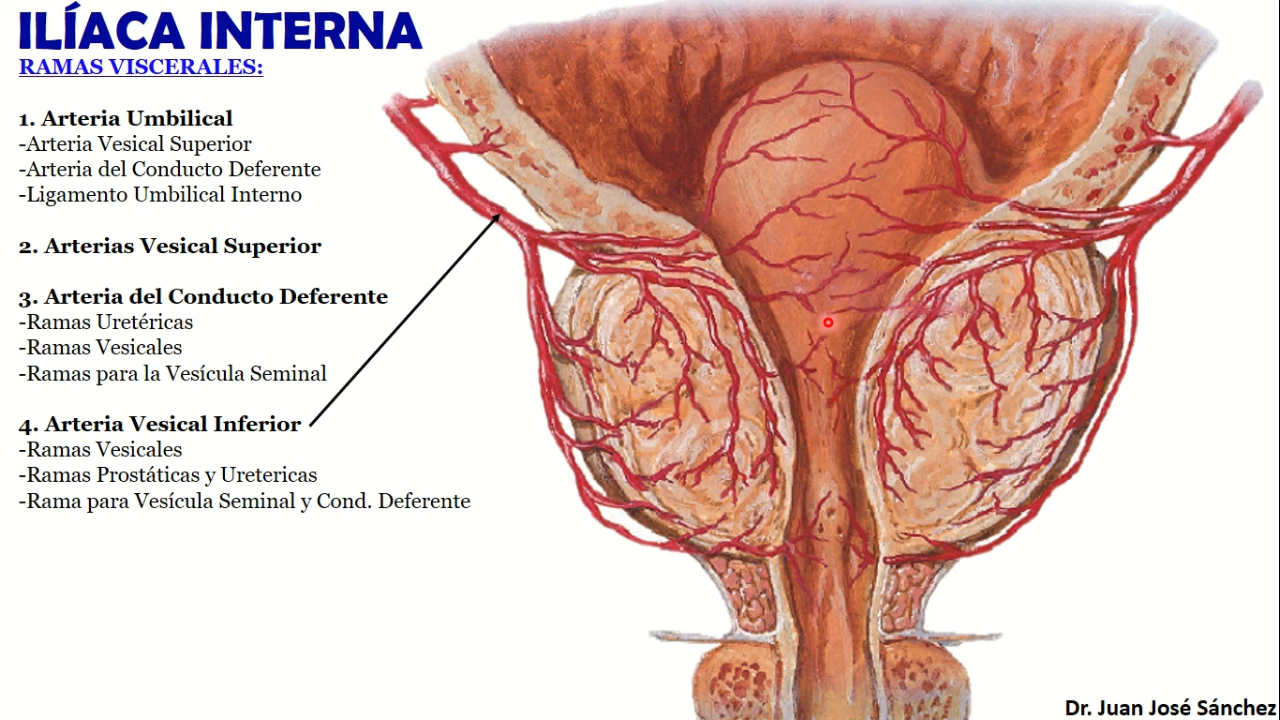 ILÍACA INTERNA
RAMAS VISCERALES:
1. Arteria Umbilical
-Arteria Vesical Superior
-Arteria del Conducto Deferente
-Ligamento Umbilical Interno
2. Arterias Vesical Superior
3. Arteria del Conducto Deferente
-Ramas Uretéricas
-Ramas Vesicales
-Ramas para la Vesícula Seminal
4. Arteria Vesical Inferior
-Ramas Vesicales
-Ramas Prostáticas y Uretericas
-Rama para Vesícula Seminal y Cond. Deferente
Dr. Juan José Sánchez